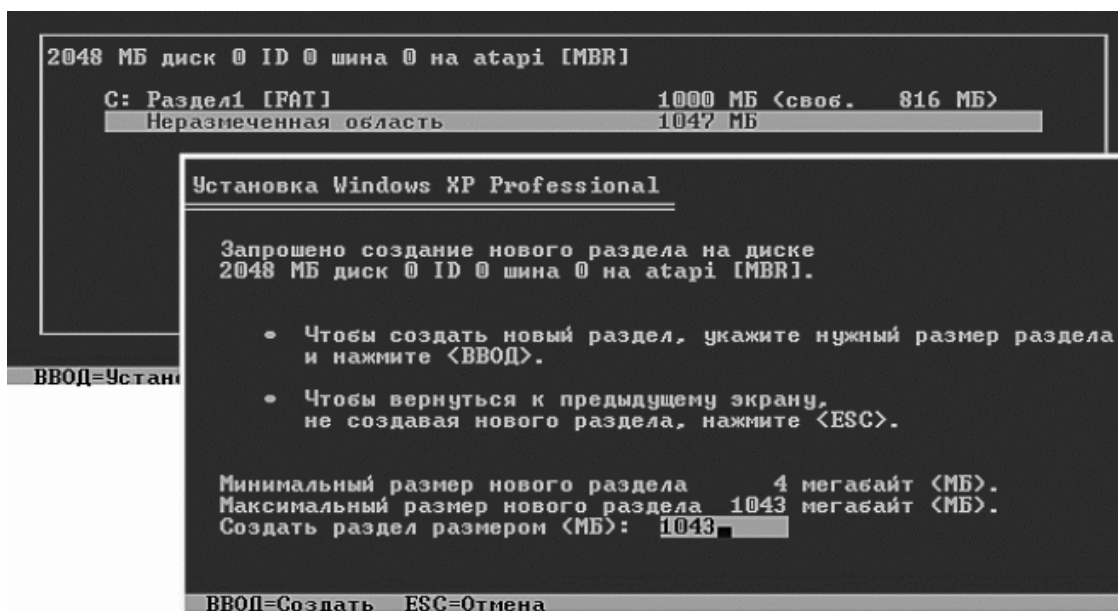 2048 МБ диск 0 ID 0 шина 0 на atapi [MBR]
C: Раздел1 [FAT] 1000 МБ (своб. 816 МБ)
Неразмеченная область 1047 МБ
Установка Windows XP Professional
Запрошено создание нового раздела на диске
2048 МБ диск 0 ID 0 шина 0 на atapi [MBR].
• Чтобы создать новый раздел, укажите нужный размер раздела
и нажмите <ВВОД>.
• Чтобы вернуться к предыдущему экрану,
не создавая нового раздела, нажмите <ESC>.
Минимальный размер нового раздела 4 мегабайт (МБ).
Максимальный размер нового раздела 1043 мегабайт (МБ).
Создать раздел размером (МБ): 1043
ВВОД=Создать ESC=Отмена